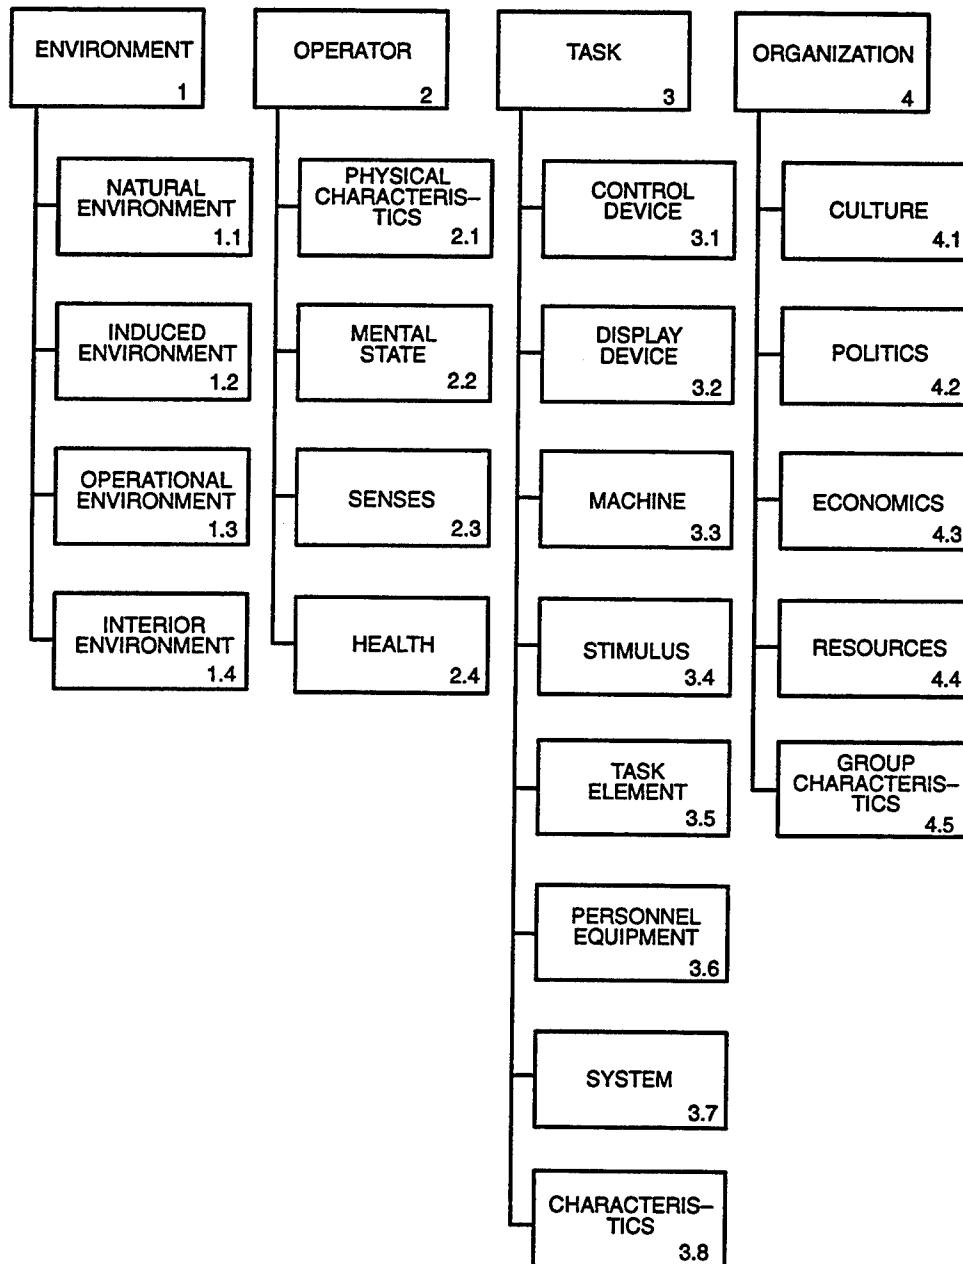 ENVIRONMENT
1
NATURAL
ENVIRONMENT
1.1
INDUCED
ENVIRONMENT
1.2
OPERATIONAL
ENVIRONMENT
1.3
INTERIOR
ENVIRONMENT
1.4
OPERATOR
2
PHYSICAL
CHARACTERIS–
TICS
2.1
MENTAL
STATE
2.2
SENSES
2.3
HEALTH
2.4
TASK
3
CONTROL
DEVICE
3.1
DISPLAY
DEVICE
3.2
MACHINE
3.3
STIMULUS
3.4
TASK
ELEMENT
3.5
PERSONNEL
EQUIPMENT
3.6
SYSTEM
3.7
CHARACTERIS–
TICS
3.8
ORGANIZATION
4
CULTURE
4.1
POLITICS
4.2
ECONOMICS
4.3
RESOURCES
4.4
GROUP
CHARACTERIS–
TICS
4.5